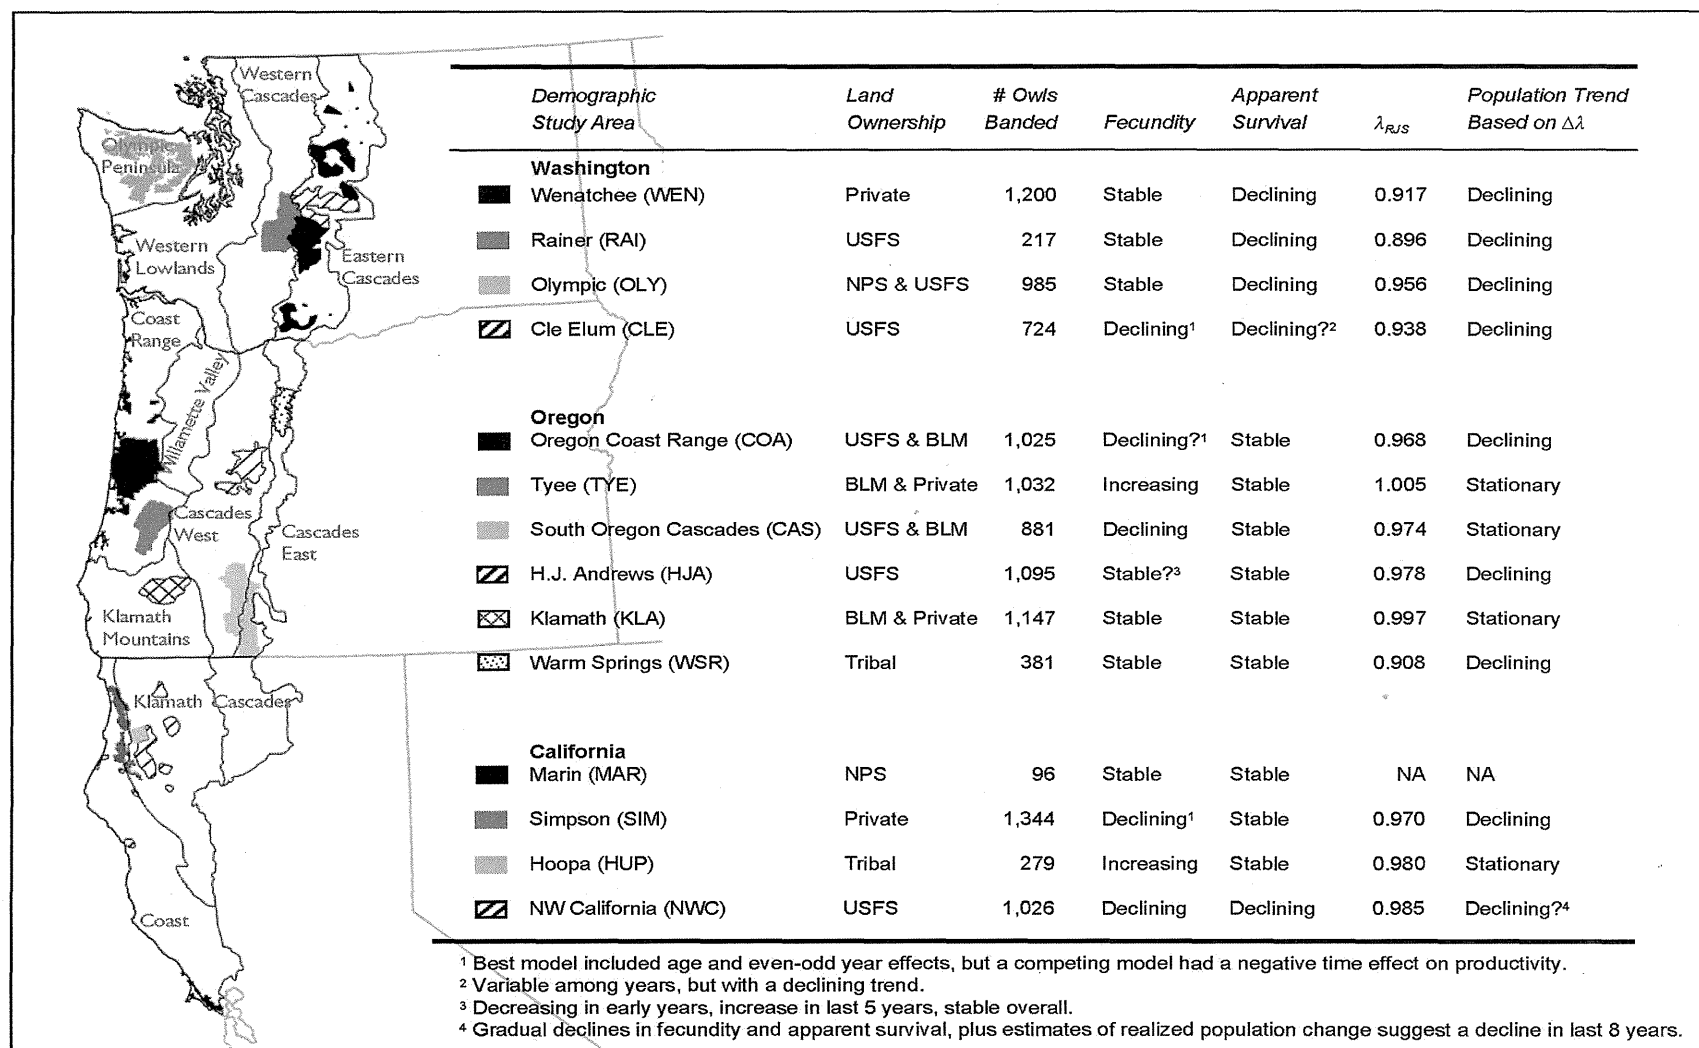 Western
Cascades
Olympic
Peninsula
Western
Lowlands
Eastern
Cascades
Coast
Range
Willamette Valley
Cascades
West
Cascades
East
Klamath
Mountains
Klamath
Cascades
Coast
Demographic Land # Owls Apparent Population Trend
Study Area Ownership Banded Fecundity Survival λRJS Based on Δλ
Washington
Wenatchee (WEN) Private 1,200 Stable Declining 0.917 Declining
Rainer (RAI) USFS 217 Stable Declining 0.896 Declining
Olympic (OLY) NPS & USFS 985 Stable Declining 0.956 Declining
Cle Elum (CLE) USFS 724 Declining¹ Declining?² 0.938 Declining
Oregon
Oregon Coast Range (COA) USFS & BLM 1,025 Declining?¹ Stable 0.968 Declining
Tyee (TYE) BLM & Private 1,032 Increasing Stable 1.005 Stationary
South Oregon Cascades (CAS) USFS & BLM 881 Declining Stable 0.974 Stationary
H.J. Andrews (HJA) USFS 1,095 Stable?³ Stable 0.978 Declining
Klamath (KLA) BLM & Private 1,147 Stable Stable 0.997 Stationary
Warm Springs (WSR) Tribal 381 Stable Stable 0.908 Declining
California
Marin (MAR) NPS 96 Stable Stable NA NA
Simpson (SIM) Private 1,344 Declining¹ Stable 0.970 Declining
Hoopa (HUP) Tribal 279 Increasing Stable 0.980 Stationary
NW California (NWC) USFS 1,026 Declining Declining 0.985 Declining?⁴
¹ Best model included age and even-odd year effects, but a competing model had a negative time effect on productivity.
² Variable among years, but with a declining trend.
³ Decreasing in early years, increase in last 5 years, stable overall.
⁴ Gradual declines in fecundity and apparent survival, plus estimates of realized population change suggest a decline in last 8 years.